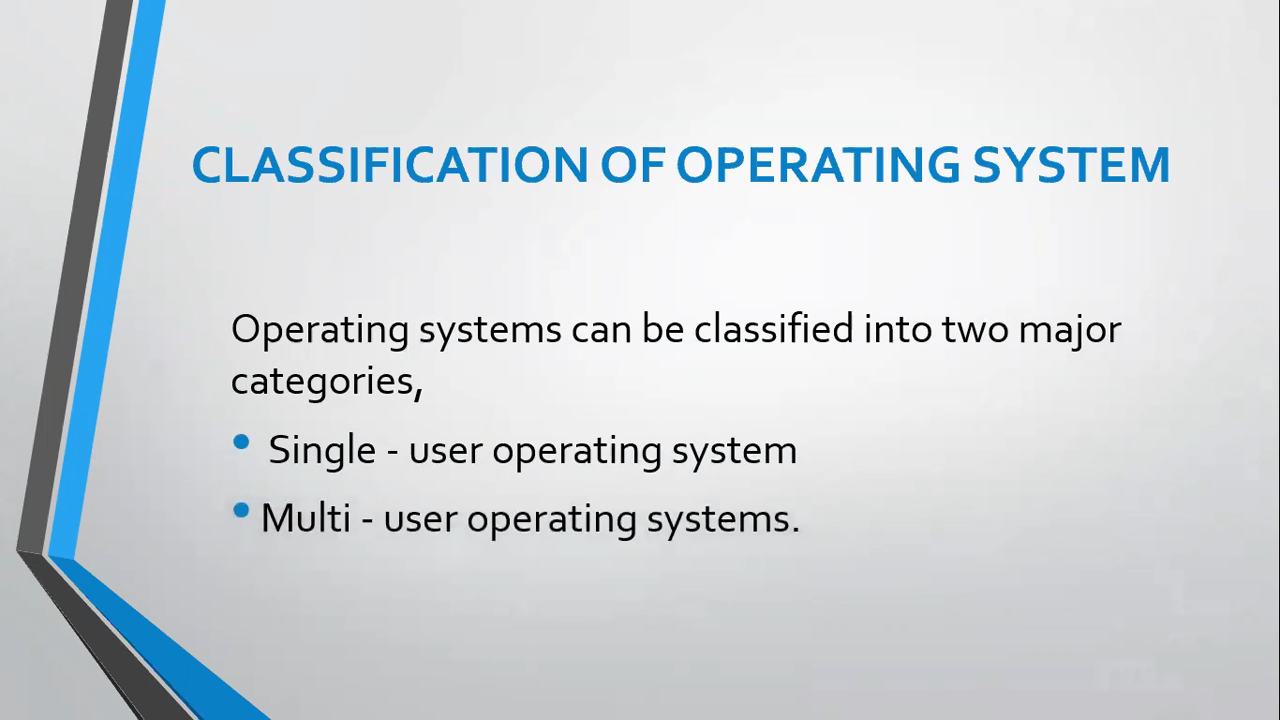 CLASSIFICATION OF OPERATING SYSTEM
Operating systems can be classified into two major
categories,
• Single - user operating system
• Multi - user operating systems.